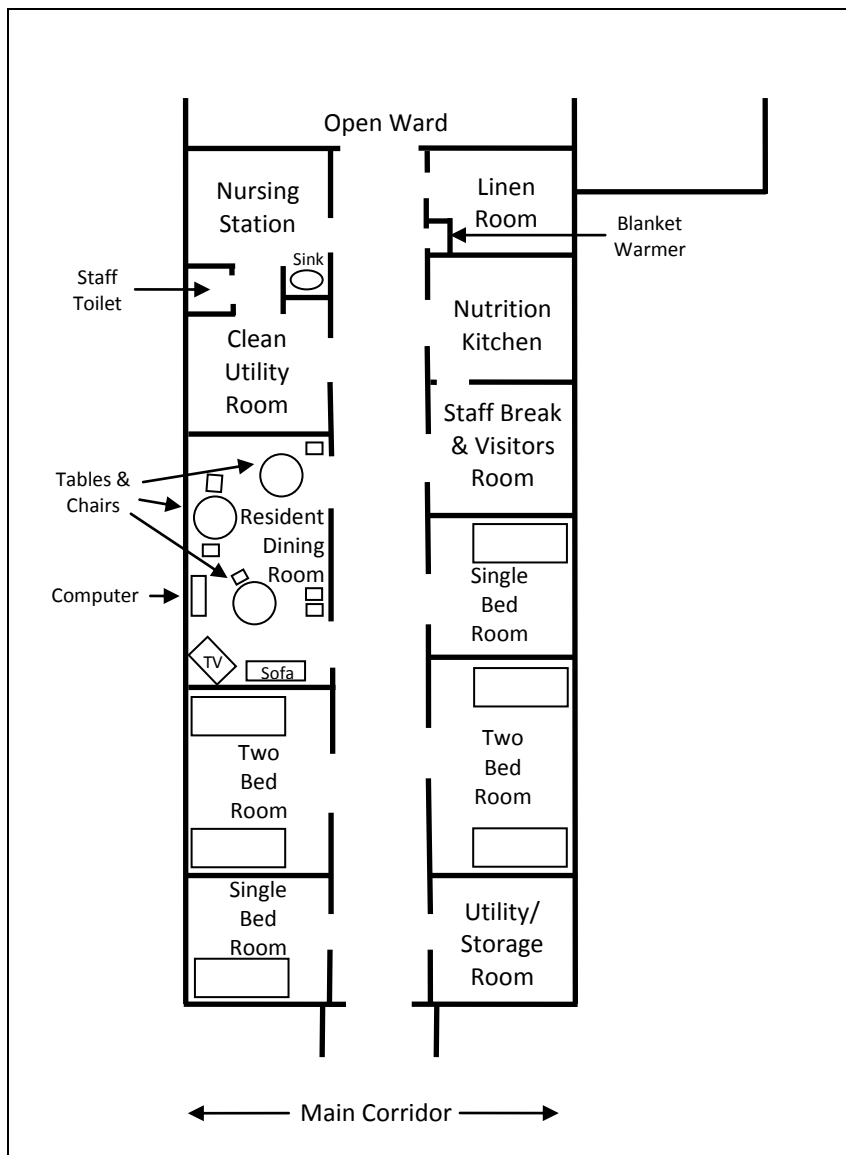 Open Ward
Nursing
Station
Linen
Room
Blanket
Warmer
Sink
Staff
Toilet
Nutrition
Kitchen
Clean
Utility
Room
Staff Break
& Visitors
Room
Tables &
Chairs
Resident
Dining
Room
Computer
Single
Bed
Room
TV
Sofa
Two
Bed
Room
Two
Bed
Room
Single
Bed
Room
Utility/
Storage
Room
Main Corridor